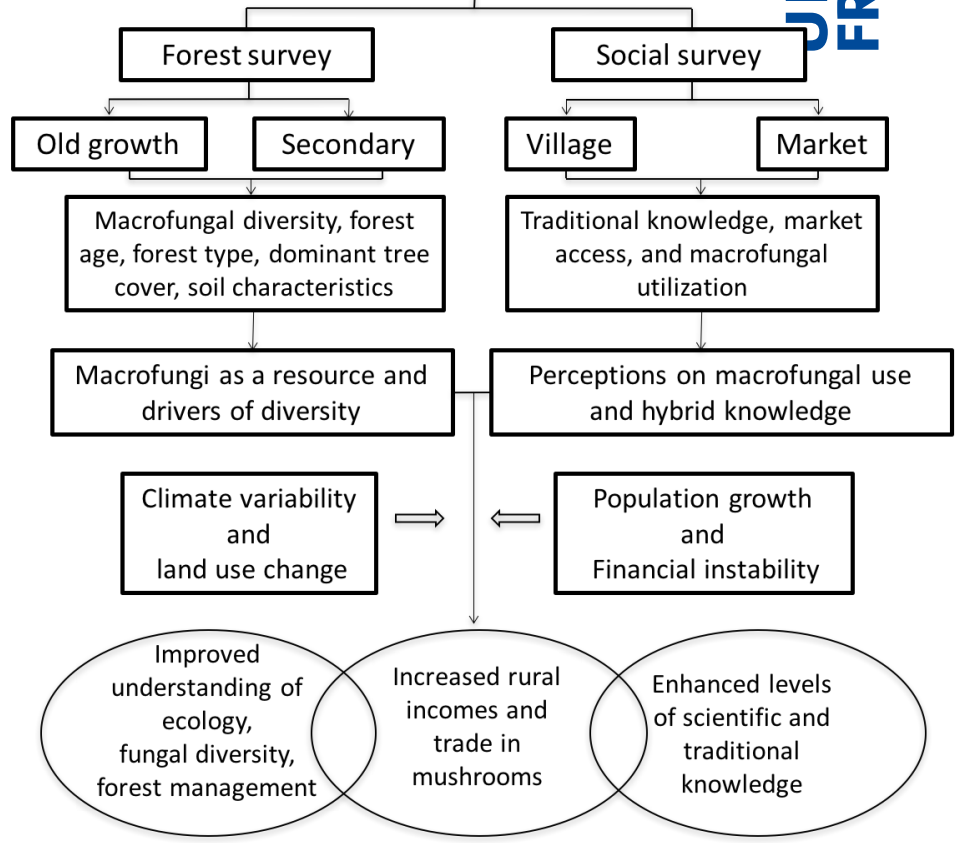 Forest survey
Social survey
Old growth
Secondary
Village
Market
Macrofungal diversity, forest
age, forest type, dominant tree
cover, soil characteristics
Traditional knowledge, market
access, and macrofungal
utilization
Macrofungi as a resource and
drivers of diversity
Perceptions on macrofungal use
and hybrid knowledge
Climate variability
and
land use change
Population growth
and
Financial instability
Improved
understanding of
ecology,
fungal diversity,
forest management
Increased rural
incomes and
trade in
mushrooms
Enhanced levels
of scientific and
traditional
knowledge